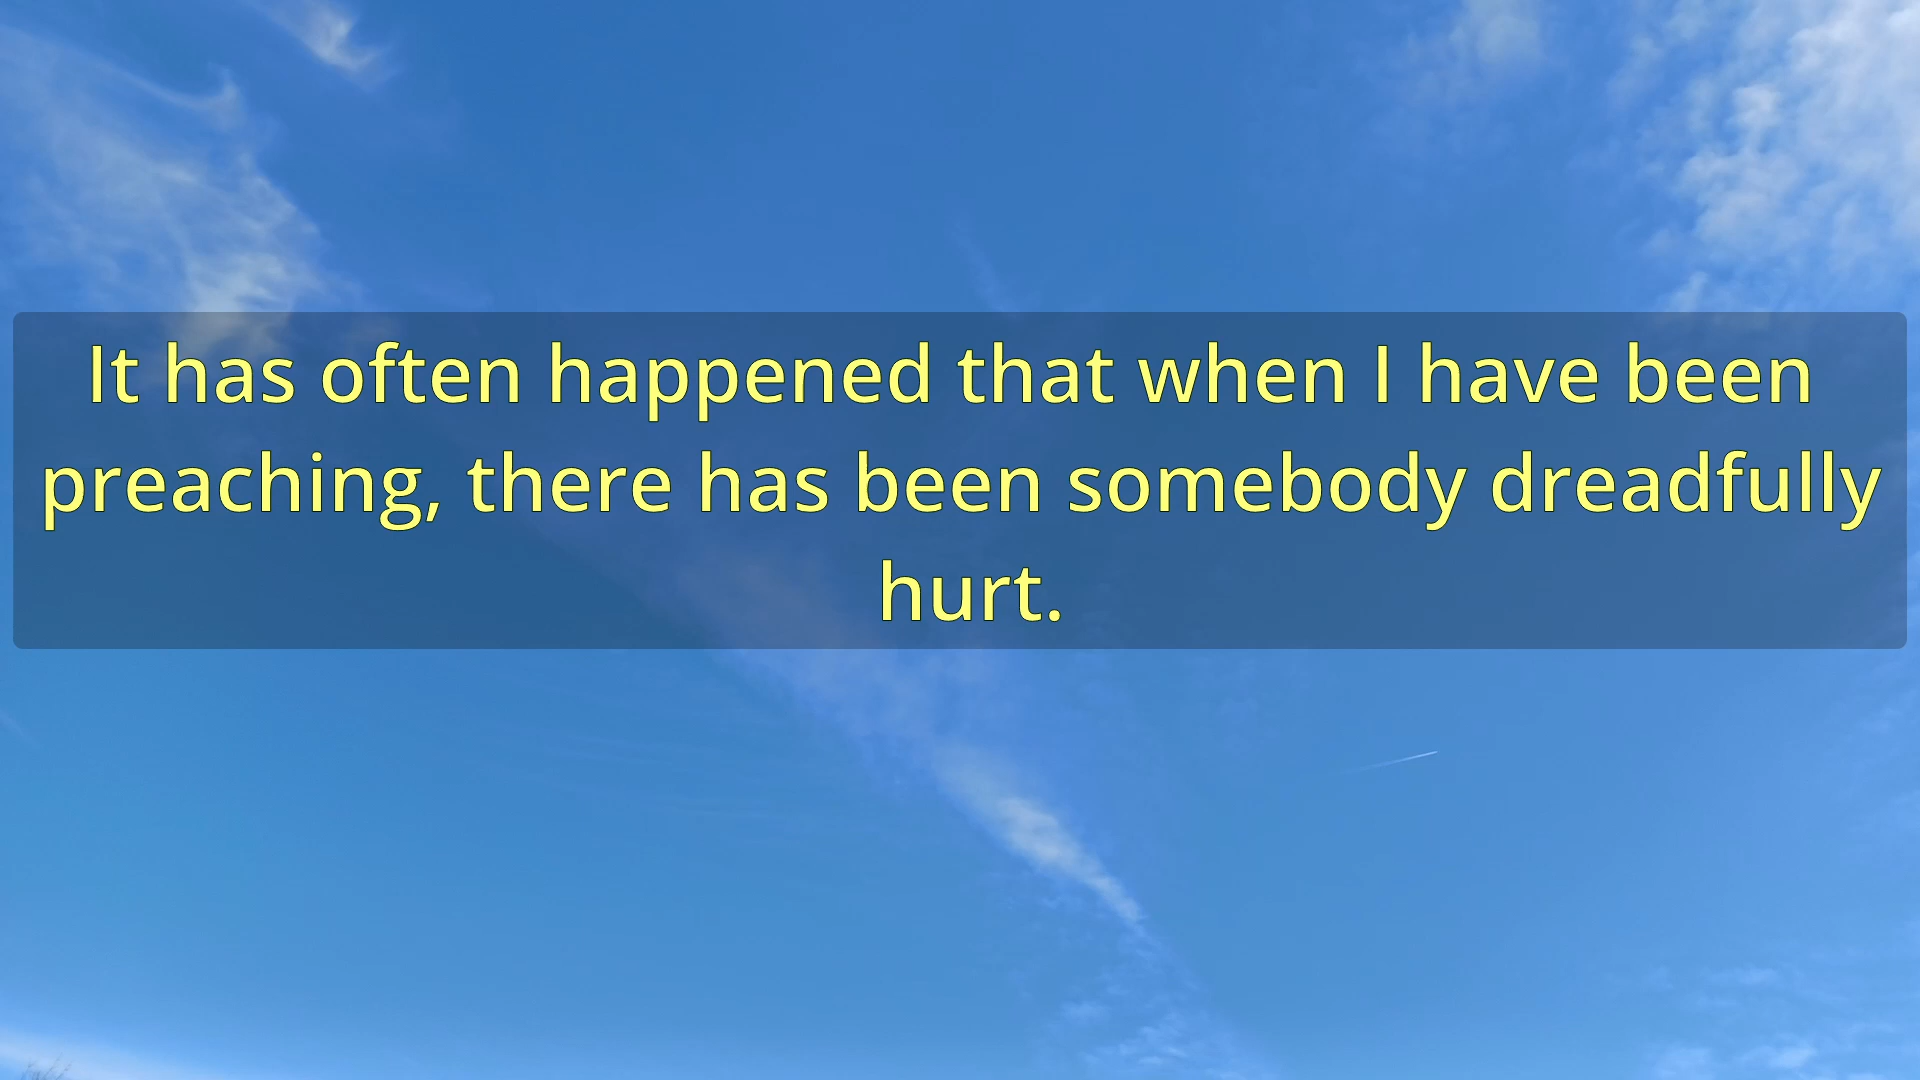 It has often happened that when I have been
preaching, there has been somebody dreadfully
hurt.